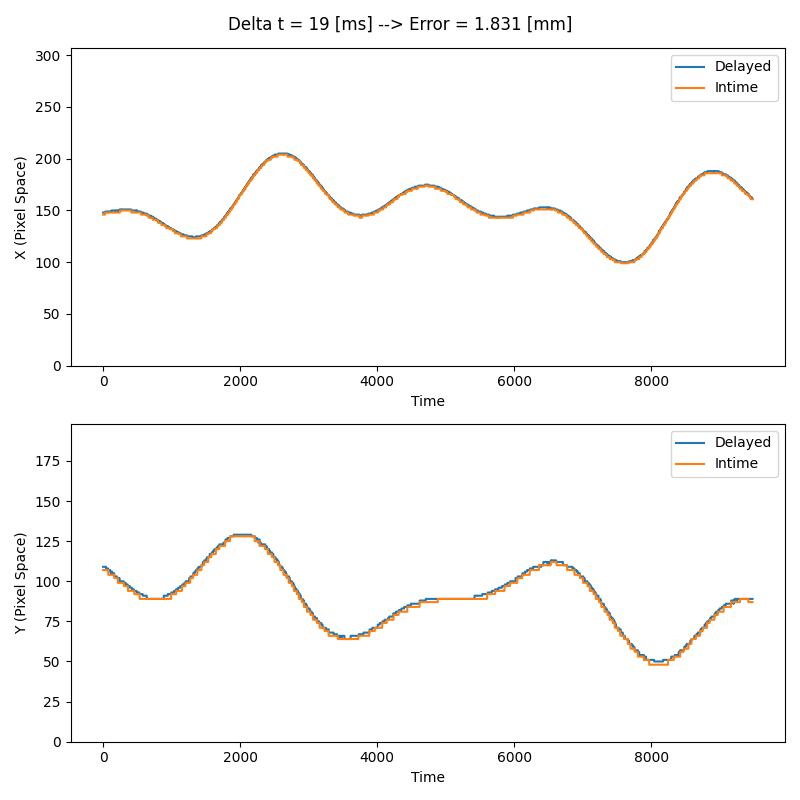 Delta t = 19 [ms] --> Error = 1.831 [mm]
300
250
200
150
100
50
0
X (Pixel Space)
Delayed
Intime
0 2000 4000 6000 8000
Time
175
150
125
100
75
50
25
0
Y (Pixel Space)
Delayed
Intime
0 2000 4000 6000 8000
Time